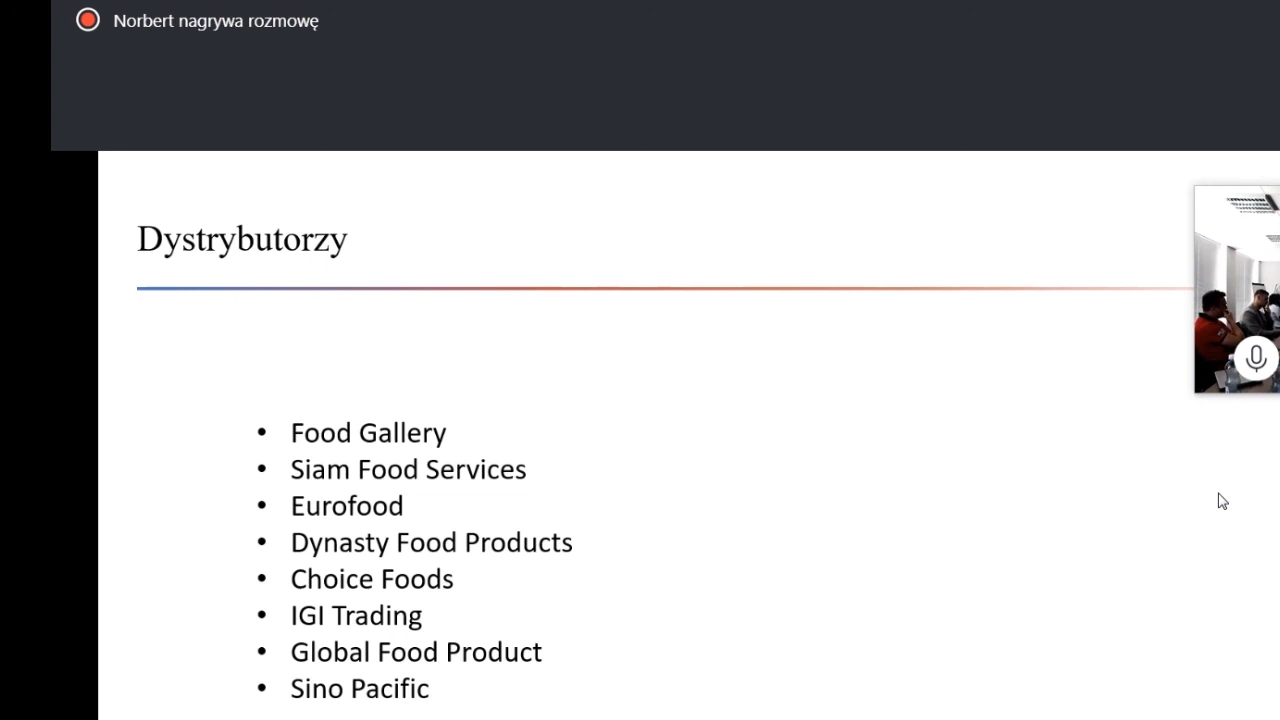 Norbert nagrywa rozmowę
Dystrybutorzy
• Food Gallery
• Siam Food Services
• Eurofood
• Dynasty Food Products
• Choice Foods
• IGI Trading
• Global Food Product
• Sino Pacific